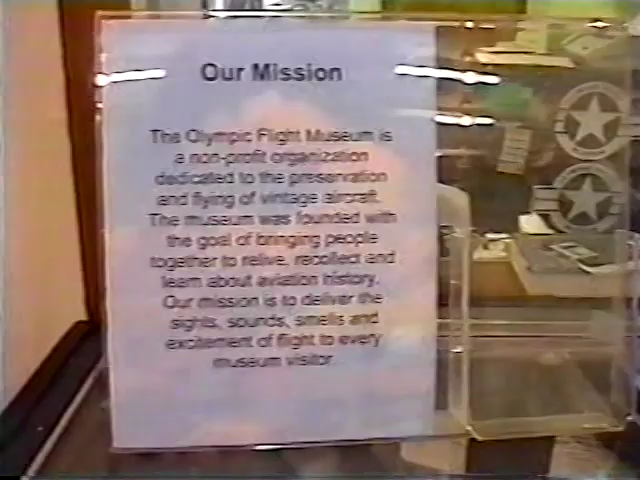 Our Mission
The Olympic Flight Museum is
a non-profit organization
dedicated to the preservation
and flying of vintage aircraft.
The museum was founded with
the goal of bringing people
together to relive, recollect and
learn about aviation history.
Our mission is to deliver the
sights, sounds, smells and
excitement of flight to every
museum visitor